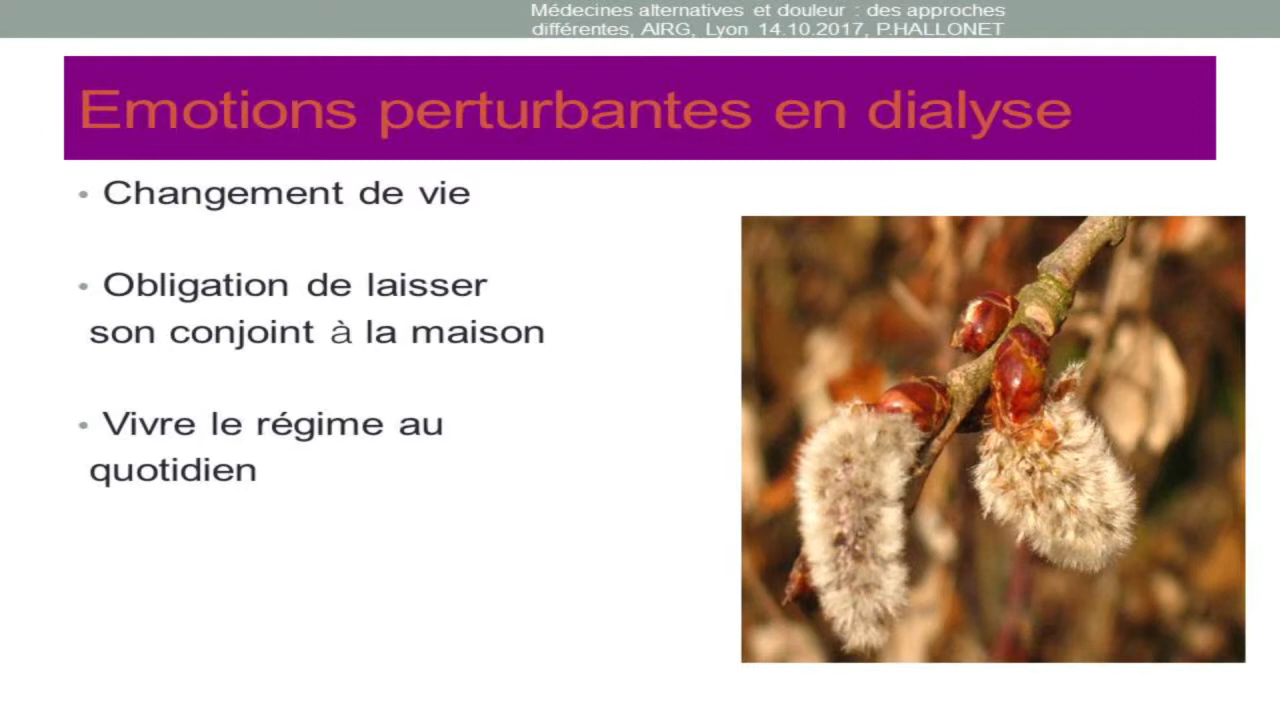 Médecines alternatives et douleur : des approches
différentes, AIRG, Lyon 14.10.2017, P.HALLONET
Emotions perturbantes en dialyse
• Changement de vie
• Obligation de laisser
son conjoint à la maison
• Vivre le régime au
quotidien